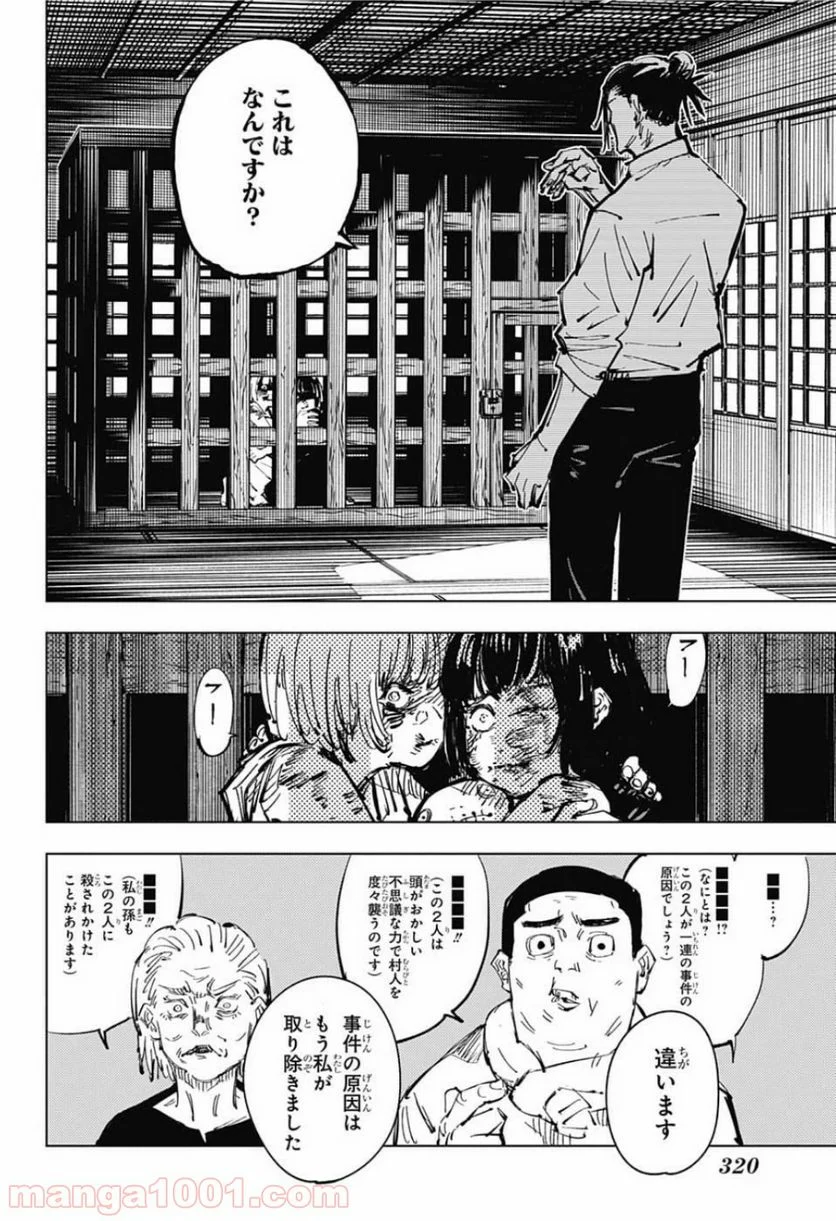 これは
なんですか?
フー
フー
■■…?
■■■■⁉
(なにとは?
この2人が一連の事件の
原因でしょう?)
違います
■■■■‼
(この2人は
頭がおかしい
不思議な力で村人を
度々襲うのです)
事件の原因は
もう私が
取り除きました
■■■‼
(私の孫も
この2人に
殺されかけた
ことがあります)
320
manga1001.com